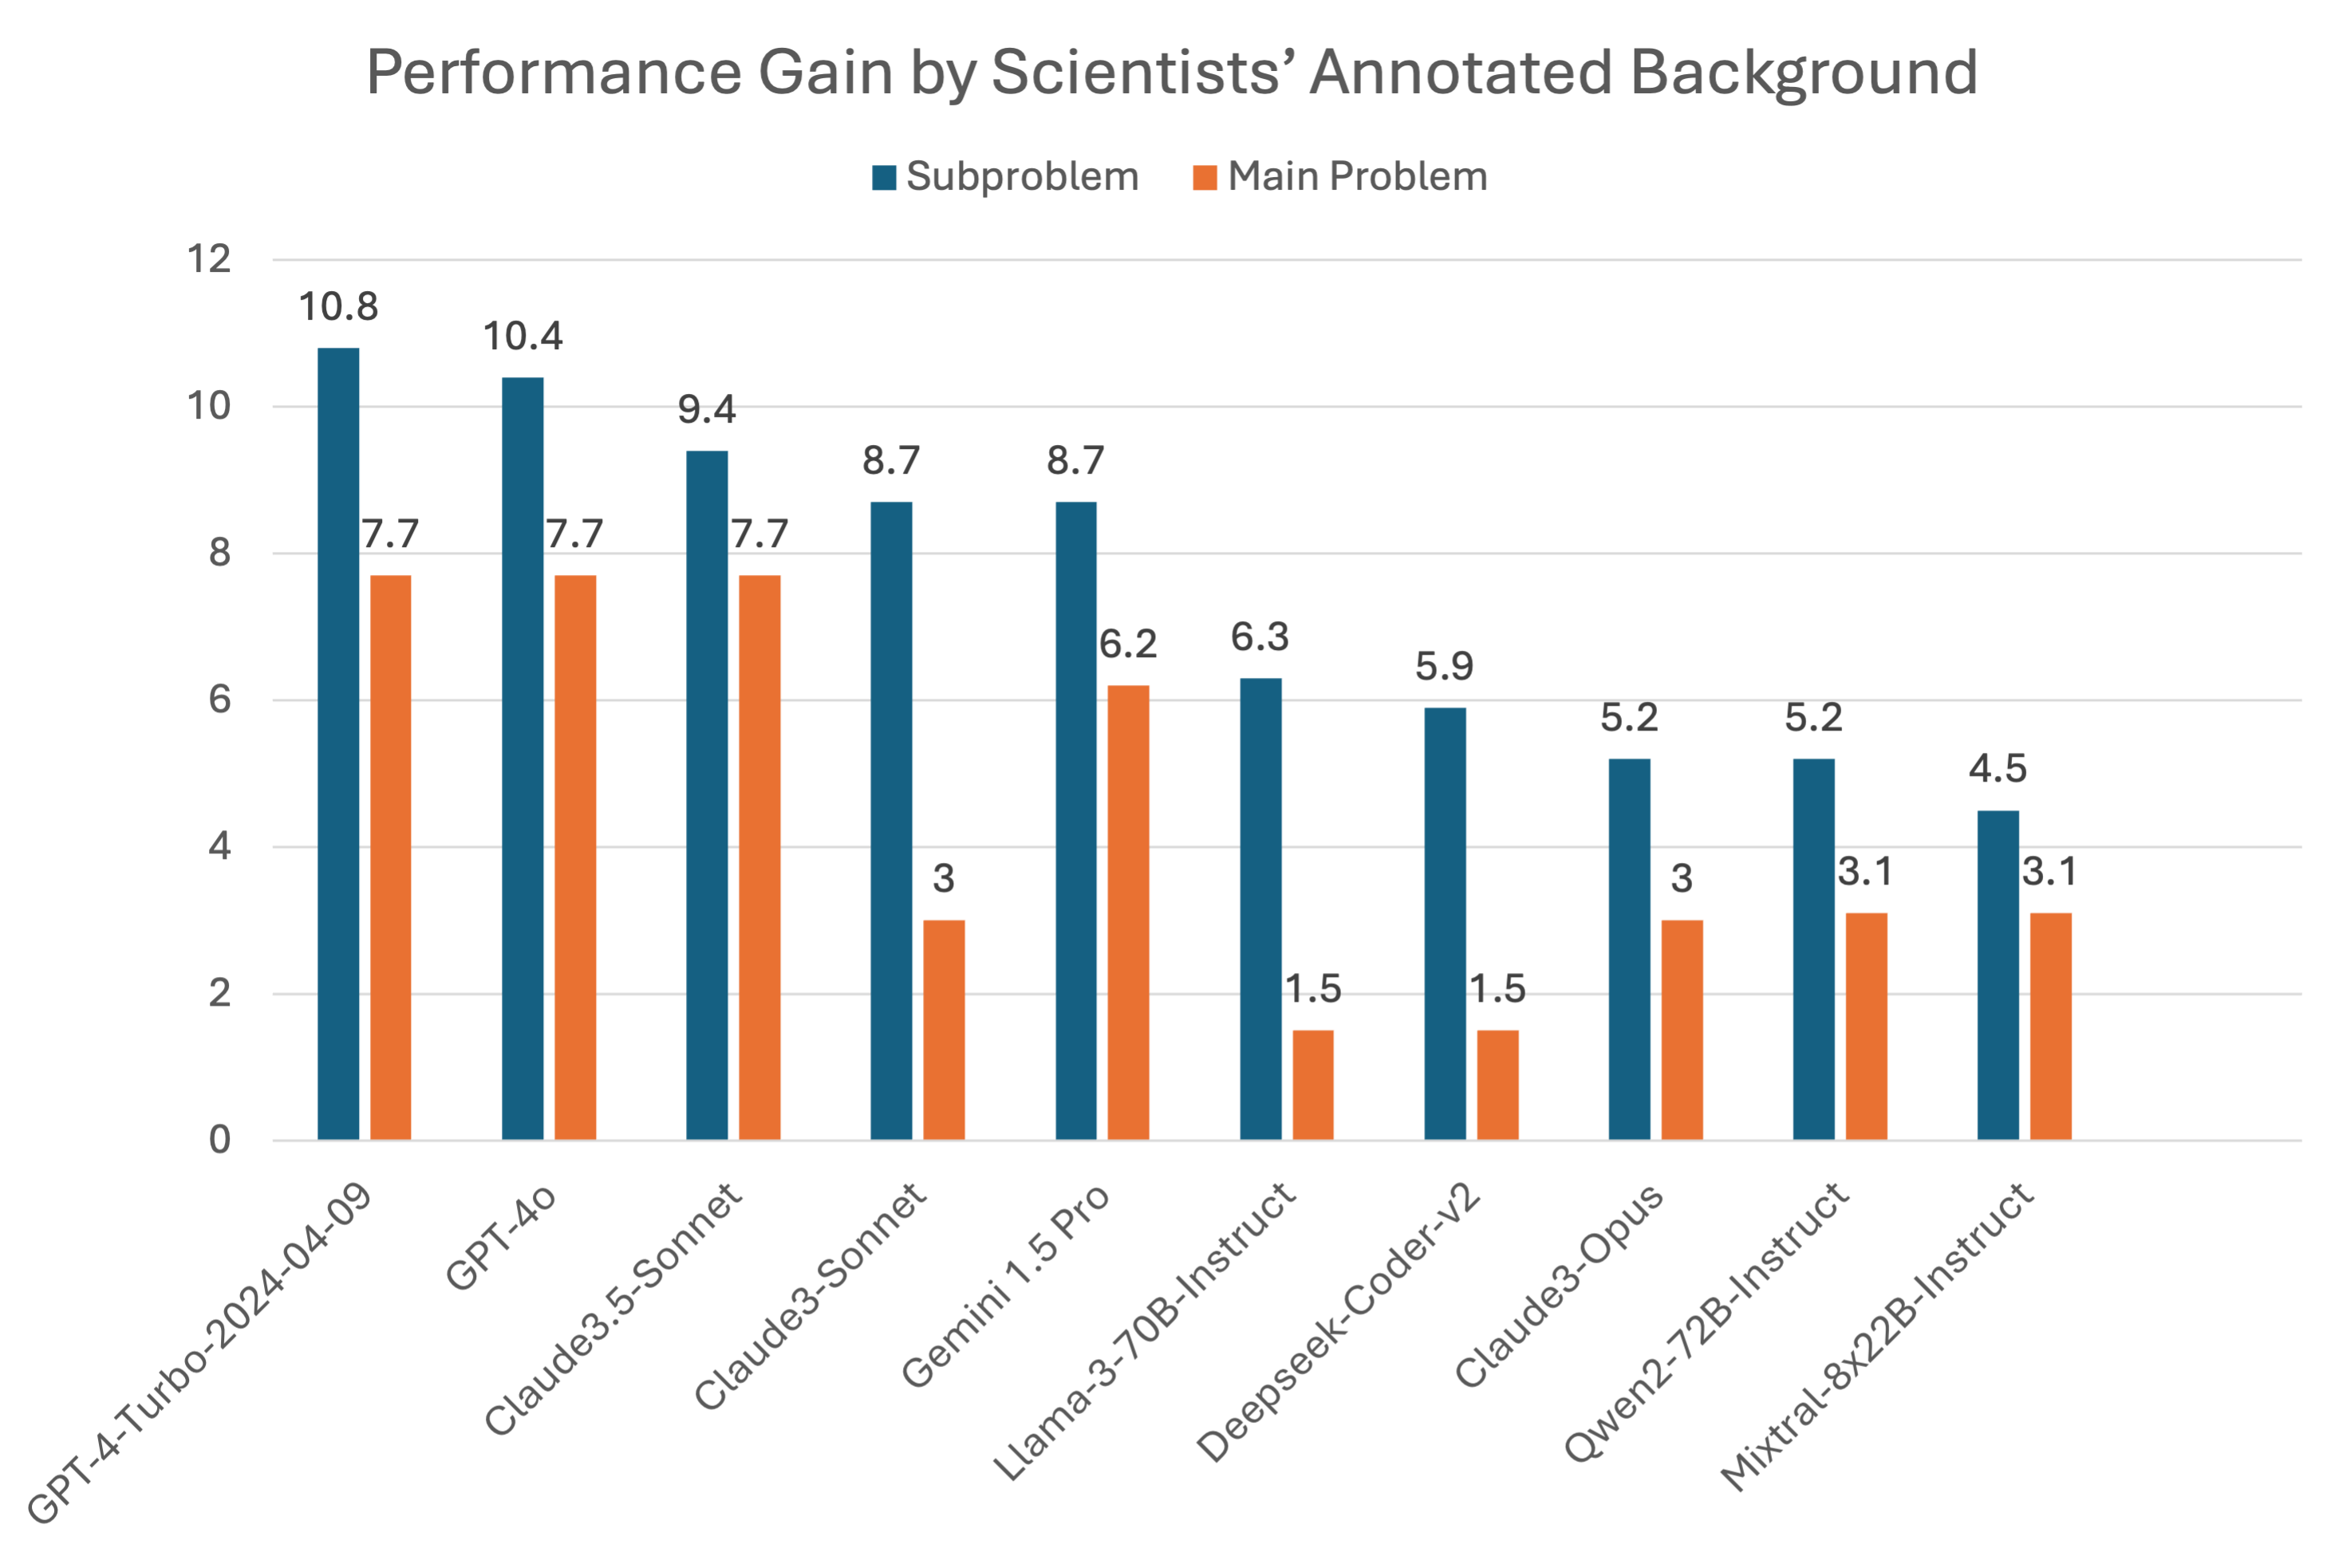 Performance Gain by Scientists’ Annotated Background
Subproblem Main Problem
12
10
8
6
4
2
0
10.8
7.7
10.4
7.7
9.4
7.7
8.7
3
8.7
6.2
6.3
1.5
5.9
1.5
5.2
3
5.2
3.1
4.5
3.1
GPT-4-Turbo-2024-04-09
GPT-4o
Claude3.5-Sonnet
Claude3-Sonnet
Gemini 1.5 Pro
Llama-3-70B-Instruct
Deepseek-Coder-v2
Claude3-Opus
Qwen2-72B-Instruct
Mixtral-8x22B-Instruct